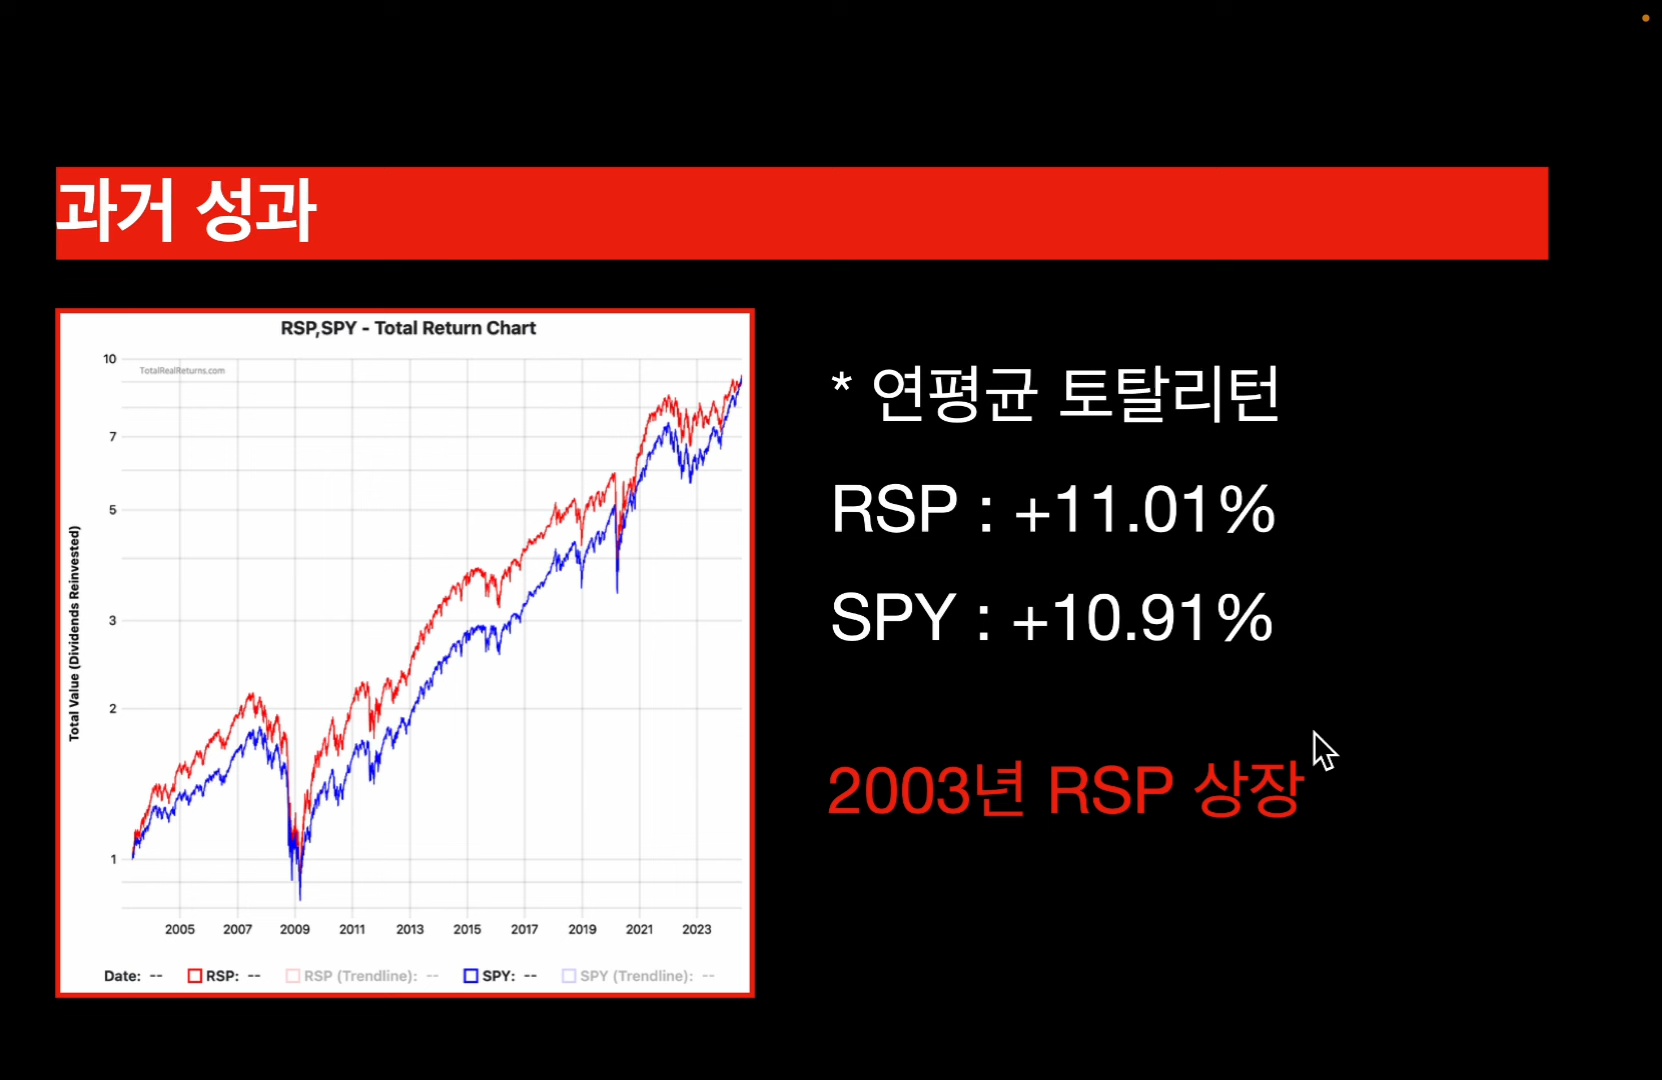 과거 성과
RSP,SPY - Total Return Chart
TotalRealReturns.com
Total Value (Dividends Reinvested)
10
7
5
3
2
1
2005 2007 2009 2011 2013 2015 2017 2019 2021 2023
Date: -- RSP: -- RSP (Trendline): -- SPY: -- SPY (Trendline): --
* 연평균 토탈리턴
RSP : +11.01%
SPY : +10.91%
2003년 RSP 상장